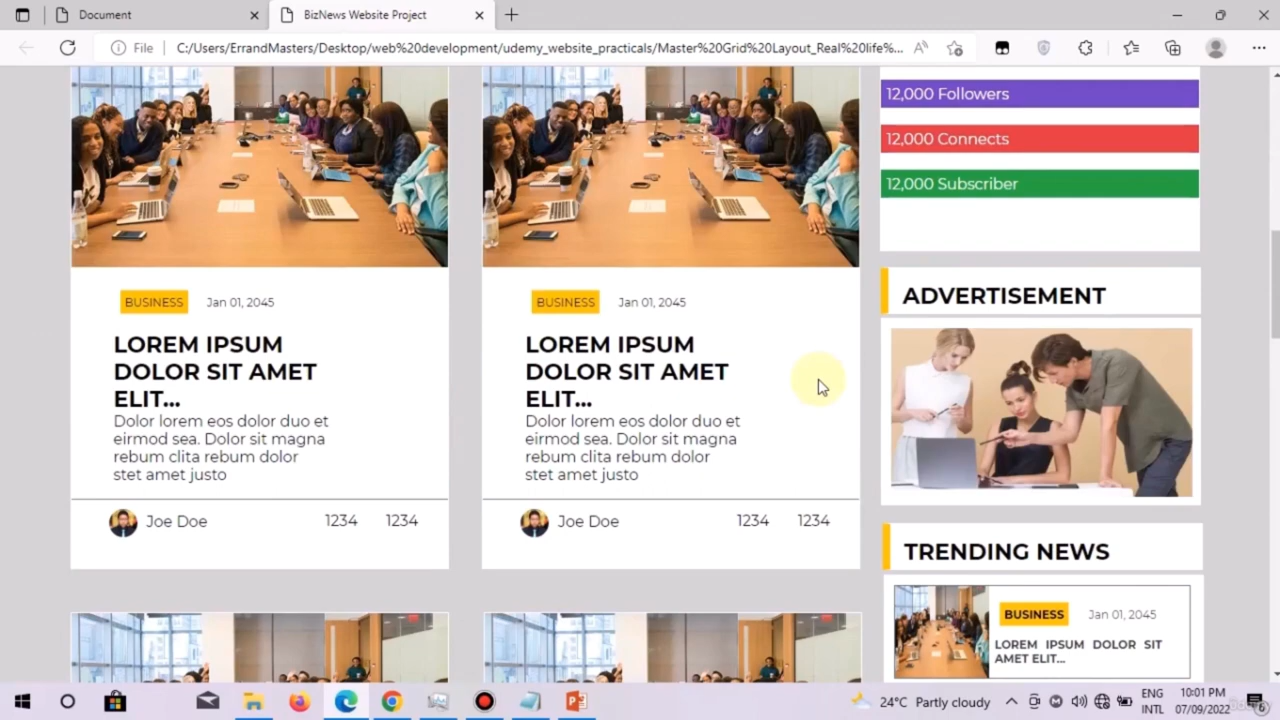 Document
BizNews Website Project
File
C:/Users/ErrandMasters/Desktop/web%20development/udemy_website_practicals/Master%20Grid%20Layout_Real%20life%...
12,000 Followers
12,000 Connects
12,000 Subscriber
BUSINESS Jan 01, 2045
LOREM IPSUM
DOLOR SIT AMET
ELIT...
Dolor lorem eos dolor duo et
eirmod sea. Dolor sit magna
rebum clita rebum dolor
stet amet justo
Joe Doe 1234 1234
BUSINESS Jan 01, 2045
LOREM IPSUM
DOLOR SIT AMET
ELIT...
Dolor lorem eos dolor duo et
eirmod sea. Dolor sit magna
rebum clita rebum dolor
stet amet justo
Joe Doe 1234 1234
ADVERTISEMENT
TRENDING NEWS
BUSINESS Jan 01, 2045
LOREM IPSUM DOLOR SIT
AMET ELIT...
24°C Partly cloudy
ENG
INTL
10:01 PM
07/09/2022